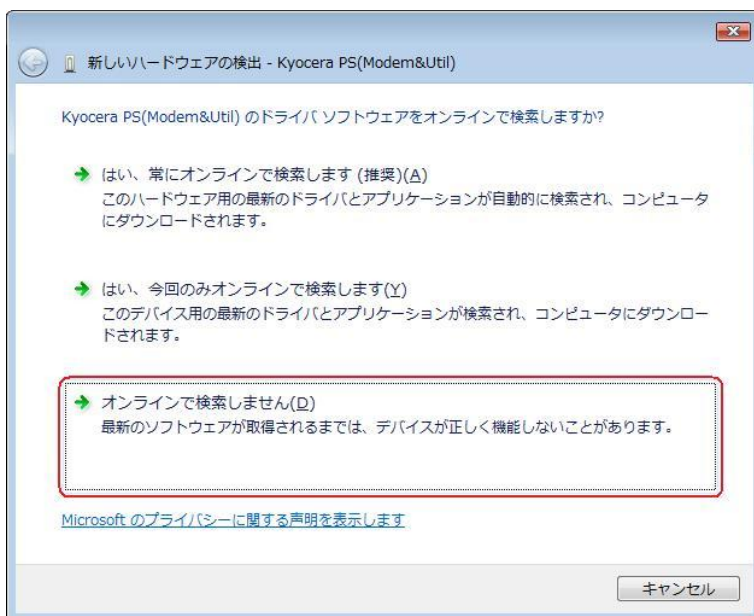 新しいハードウェアの検出 - Kyocera PS(Modem&Util)
Kyocera PS(Modem&Util) のドライバ ソフトウェアをオンラインで検索しますか?
はい、常にオンラインで検索します (推奨)(A)
このハードウェア用の最新のドライバとアプリケーションが自動的に検索され、コンピュータ
にダウンロードされます。
はい、今回のみオンラインで検索します(Y)
このデバイス用の最新のドライバとアプリケーションが検索され、コンピュータにダウンロー
ドされます。
オンラインで検索しません(D)
最新のソフトウェアが取得されるまでは、デバイスが正しく機能しないことがあります。
Microsoft のプライバシーに関する声明を表示します
キャンセル